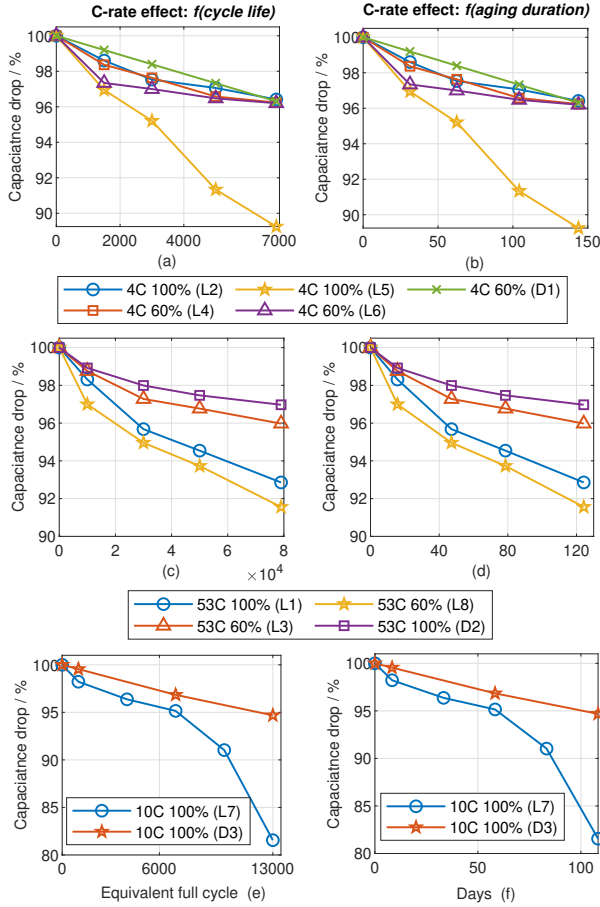 C-rate effect: f(cycle life)
C-rate effect: f(aging duration)
Capaciatnce drop / %
100
98
96
94
92
90
0
2000
4000
7000
(a)
Capaciatnce drop / %
100
98
96
94
92
90
0
50
100
150
(b)
4C 100% (L2)
4C 100% (L5)
4C 60% (D1)
4C 60% (L4)
4C 60% (L6)
Capaciatnce drop / %
100
98
96
94
92
90
0
2
4
6
8
(c)
×10^4
Capaciatnce drop / %
100
98
96
94
92
90
0
40
80
120
(d)
53C 100% (L1)
53C 60% (L8)
53C 60% (L3)
53C 100% (D2)
Capaciatnce drop / %
100
95
90
85
80
10C 100% (L7)
10C 100% (D3)
0
6000
13000
Equivalent full cycle (e)
Capaciatnce drop / %
100
95
90
85
80
10C 100% (L7)
10C 100% (D3)
0
50
100
Days (f)